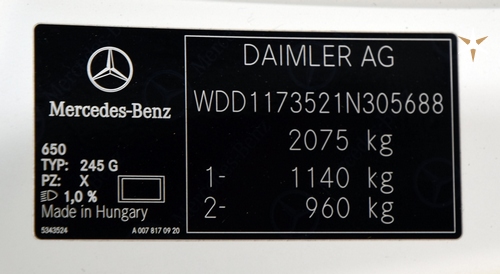 Mercedes-Benz
650
TYP: 245 G
PZ: X
1,0 %
Made in Hungary
5343524
A 007 817 09 20
DAIMLER AG
WDD1173521N305688
2075 kg
1- 1140 kg
2- 960 kg